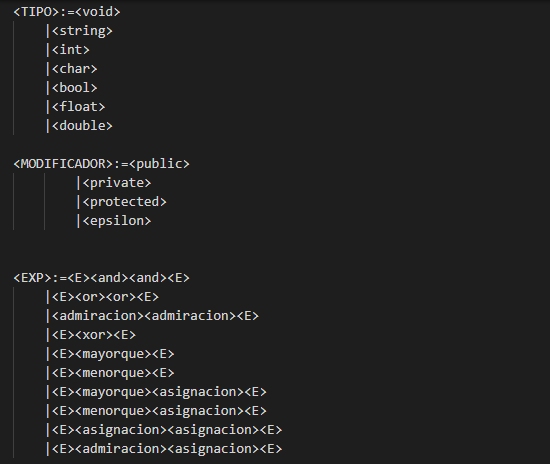 <TIPO>:=<void>
|<string>
|<int>
|<char>
|<bool>
|<float>
|<double>
<MODIFICADOR>:=<public>
|<private>
|<protected>
|<epsilon>
<EXP>:=<E><and><and><E>
|<E><or><or><E>
|<admiracion><admiracion><E>
|<E><xor><E>
|<E><mayorque><E>
|<E><menorque><E>
|<E><mayorque><asignacion><E>
|<E><menorque><asignacion><E>
|<E><asignacion><asignacion><E>
|<E><admiracion><asignacion><E>